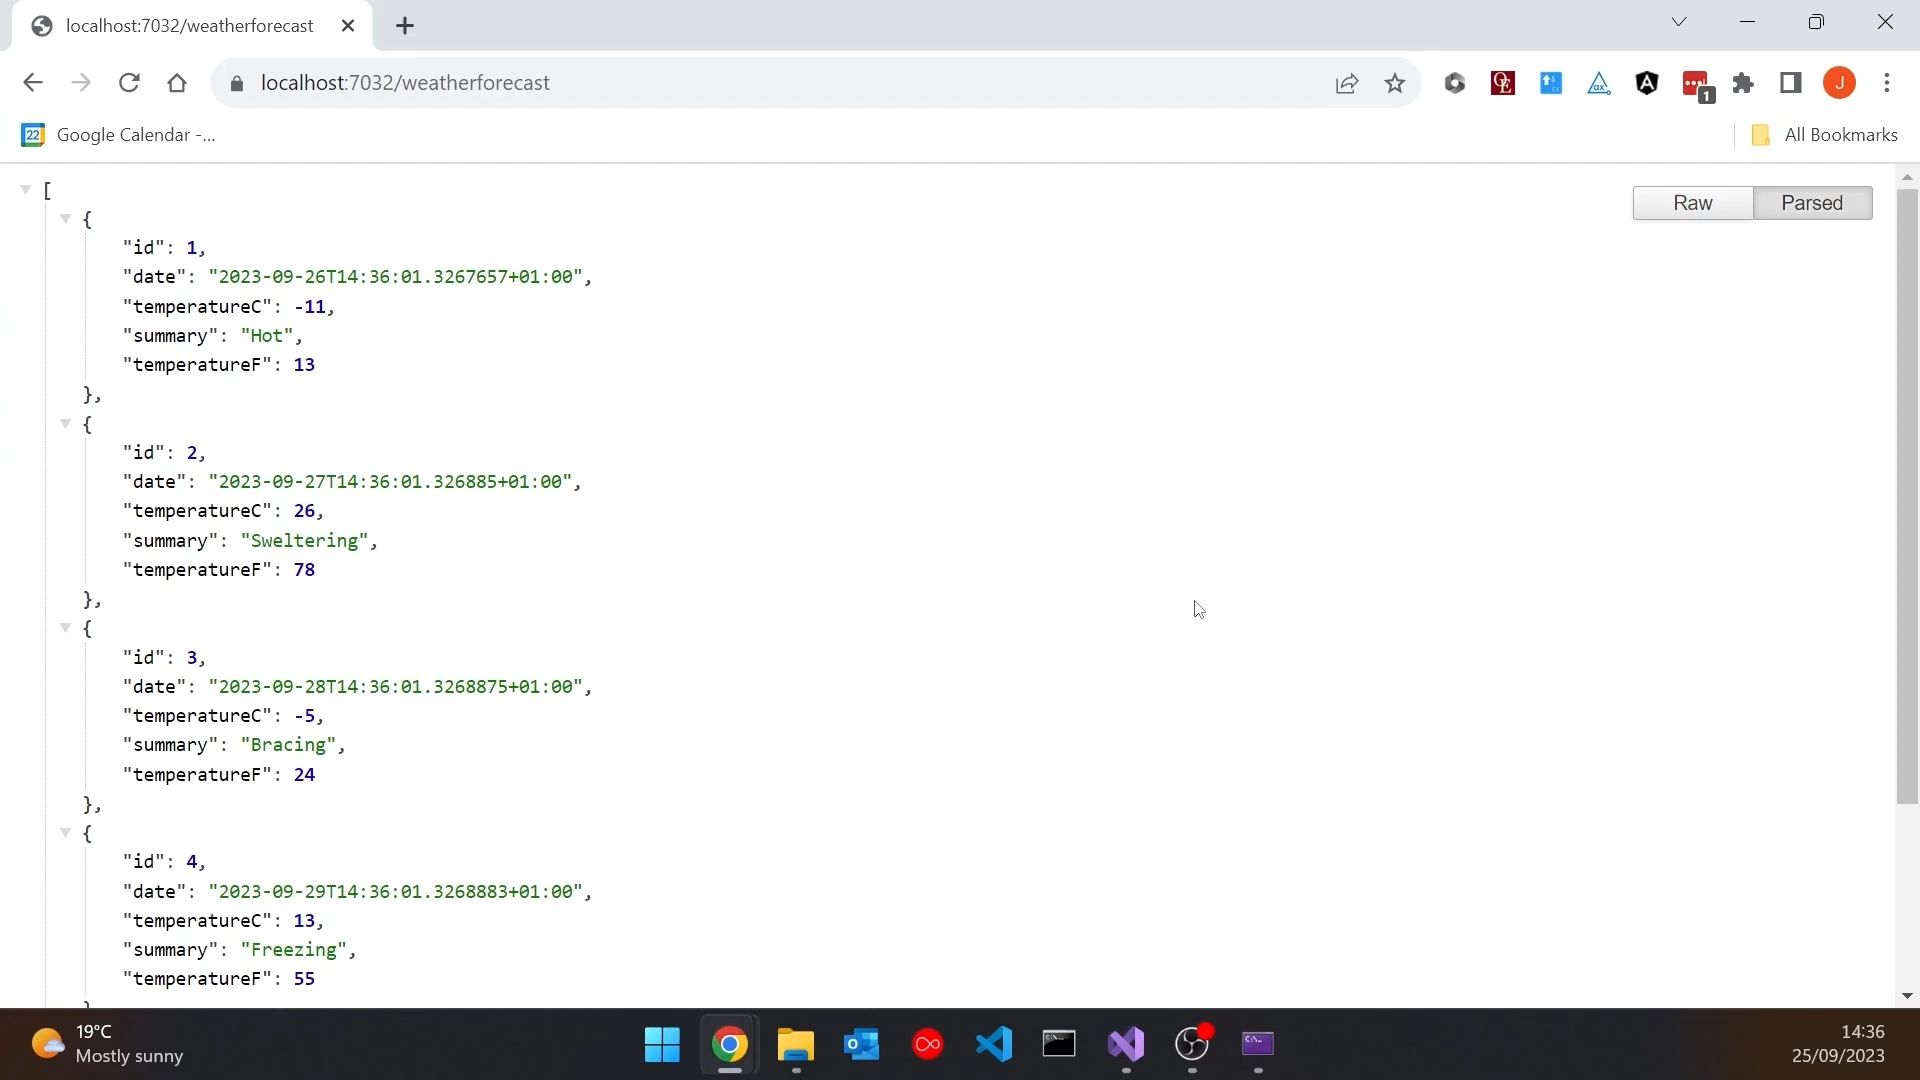 localhost:7032/weatherforecast
localhost:7032/weatherforecast
1
J
22 Google Calendar -...
All Bookmarks
Raw Parsed
[
{
"id": 1,
"date": "2023-09-26T14:36:01.3267657+01:00",
"temperatureC": -11,
"summary": "Hot",
"temperatureF": 13
},
{
"id": 2,
"date": "2023-09-27T14:36:01.326885+01:00",
"temperatureC": 26,
"summary": "Sweltering",
"temperatureF": 78
},
{
"id": 3,
"date": "2023-09-28T14:36:01.3268875+01:00",
"temperatureC": -5,
"summary": "Bracing",
"temperatureF": 24
},
{
"id": 4,
"date": "2023-09-29T14:36:01.3268883+01:00",
"temperatureC": 13,
"summary": "Freezing",
"temperatureF": 55
19°C
Mostly sunny
14:36
25/09/2023